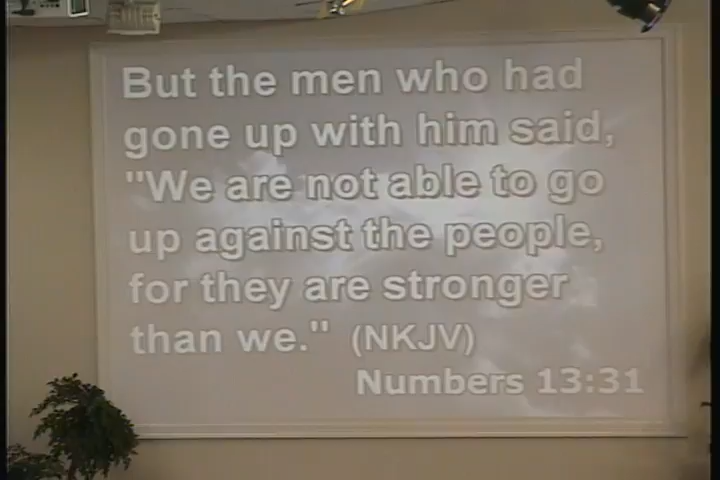 But the men who had
gone up with him said,
"We are not able to go
up against the people,
for they are stronger
than we." (NKJV)
Numbers 13:31